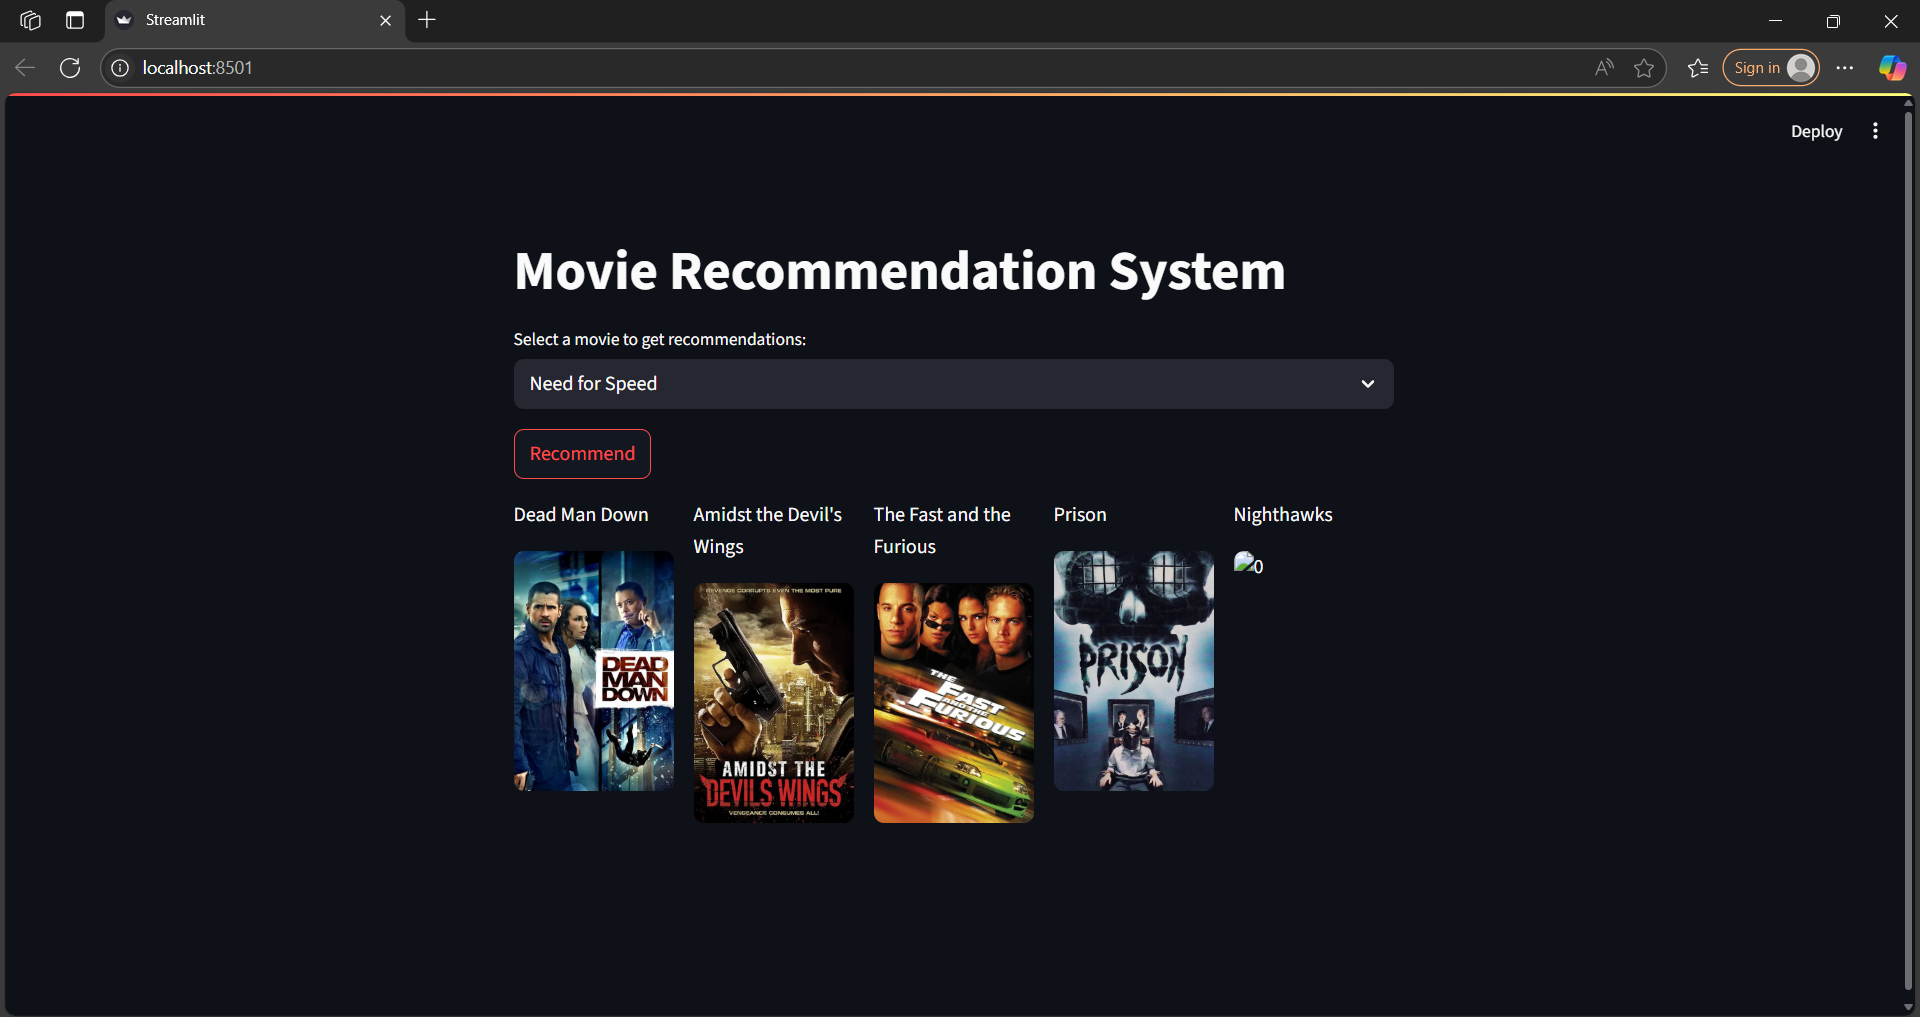 Streamlit
localhost:8501
Sign in
Deploy
Movie Recommendation System
Select a movie to get recommendations:
Need for Speed
Recommend
Dead Man Down
Amidst the Devil's
Wings
The Fast and the
Furious
Prison
Nighthawks
0
DEAD
MAN
DOWN
REVENGE CORRUPTS EVEN THE MOST PURE
AMIDST THE
DEVILS WINGS
VENGEANCE CONSUMES ALL!
THE
FAST
AND THE
FURIOUS
PRISON